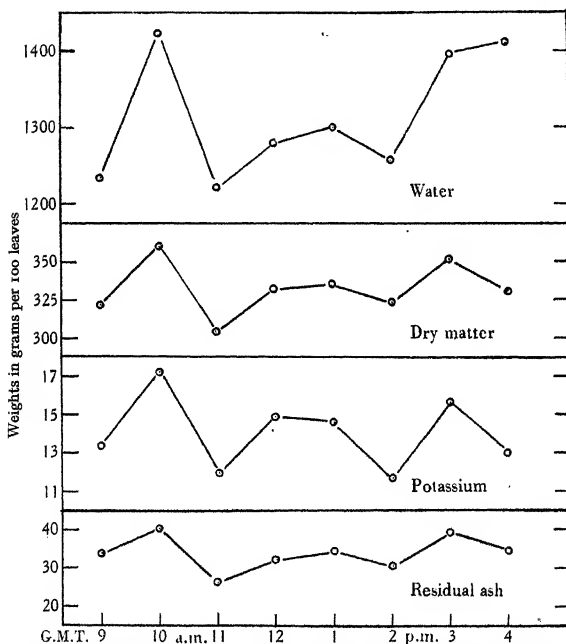 Weights in grams per 100 leaves
1400
1300
1200
Water
350
325
300
Dry matter
17
15
13
11
Potassium
40
30
20
Residual ash
G.M.T. 9 10 a.m. 11 12 1 2 p.m. 3 4